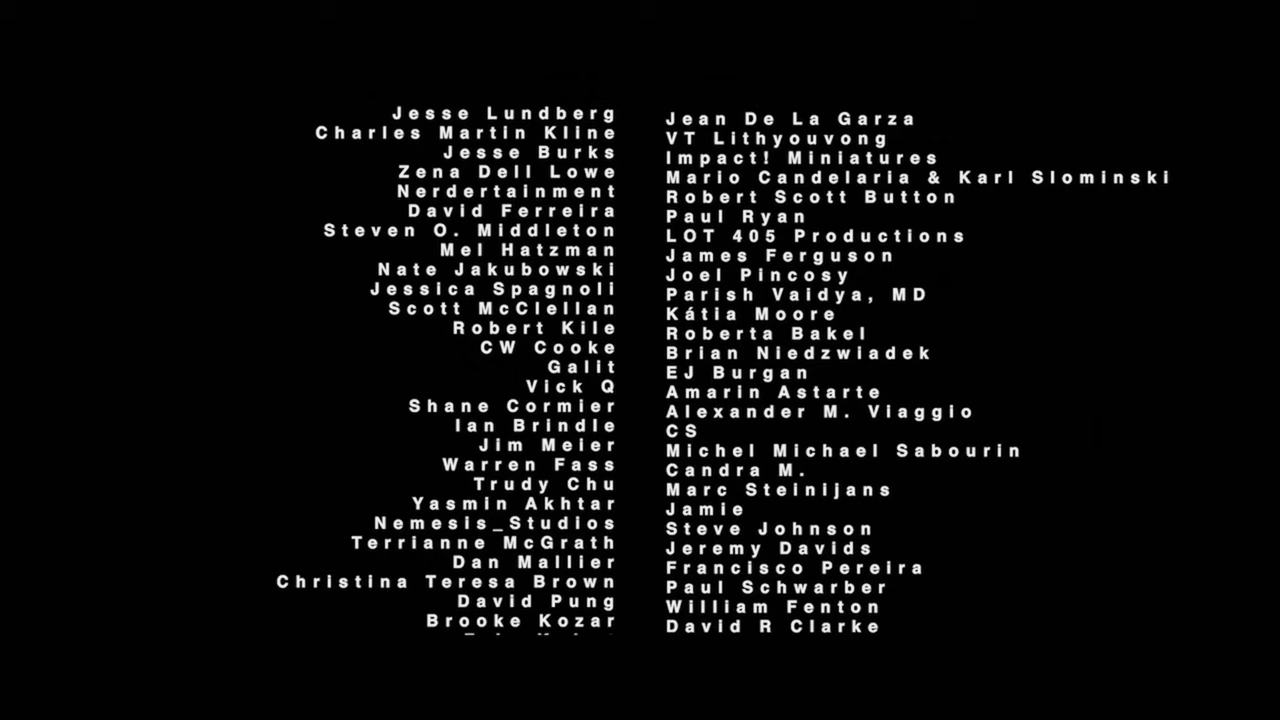 Jesse Lundberg
Charles Martin Kline
Jesse Burks
Zena Dell Lowe
Nerdertainment
David Ferreira
Steven O. Middleton
Mel Hatzman
Nate Jakubowski
Jessica Spagnoli
Scott McClellan
Robert Kile
CW Cooke
Galit
Vick Q
Shane Cormier
Ian Brindle
Jim Meier
Warren Fass
Trudy Chu
Yasmin Akhtar
Nemesis_Studios
Terrianne McGrath
Dan Mallier
Christina Teresa Brown
David Pung
Brooke Kozar
Jean De La Garza
VT Lithyouvong
Impact! Miniatures
Mario Candelaria & Karl Slominski
Robert Scott Button
Paul Ryan
LOT 405 Productions
James Ferguson
Joel Pincosy
Parish Vaidya, MD
Kátia Moore
Roberta Bakel
Brian Niedzwiadek
EJ Burgan
Amarin Astarte
Alexander M. Viaggio
CS
Michel Michael Sabourin
Candra M.
Marc Steinijans
Jamie
Steve Johnson
Jeremy Davids
Francisco Pereira
Paul Schwarber
William Fenton
David R Clarke